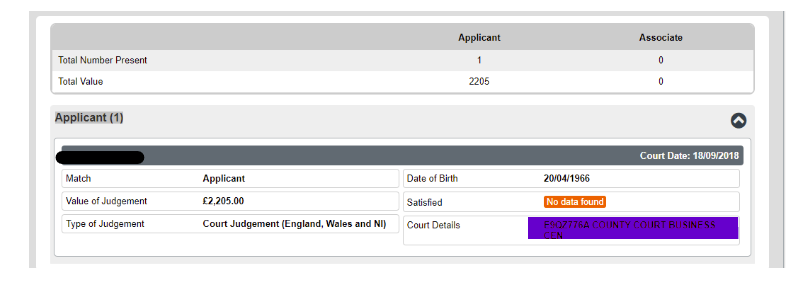 Applicant Associate
Total Number Present 1 0
Total Value 2205 0
Applicant (1)
Court Date: 18/09/2018
Match Applicant Date of Birth 20/04/1966
Value of Judgement £2,205.00 Satisfied No data found
Type of Judgement Court Judgement (England, Wales and NI) Court Details COUNTY COURT BUSINESS
CEN